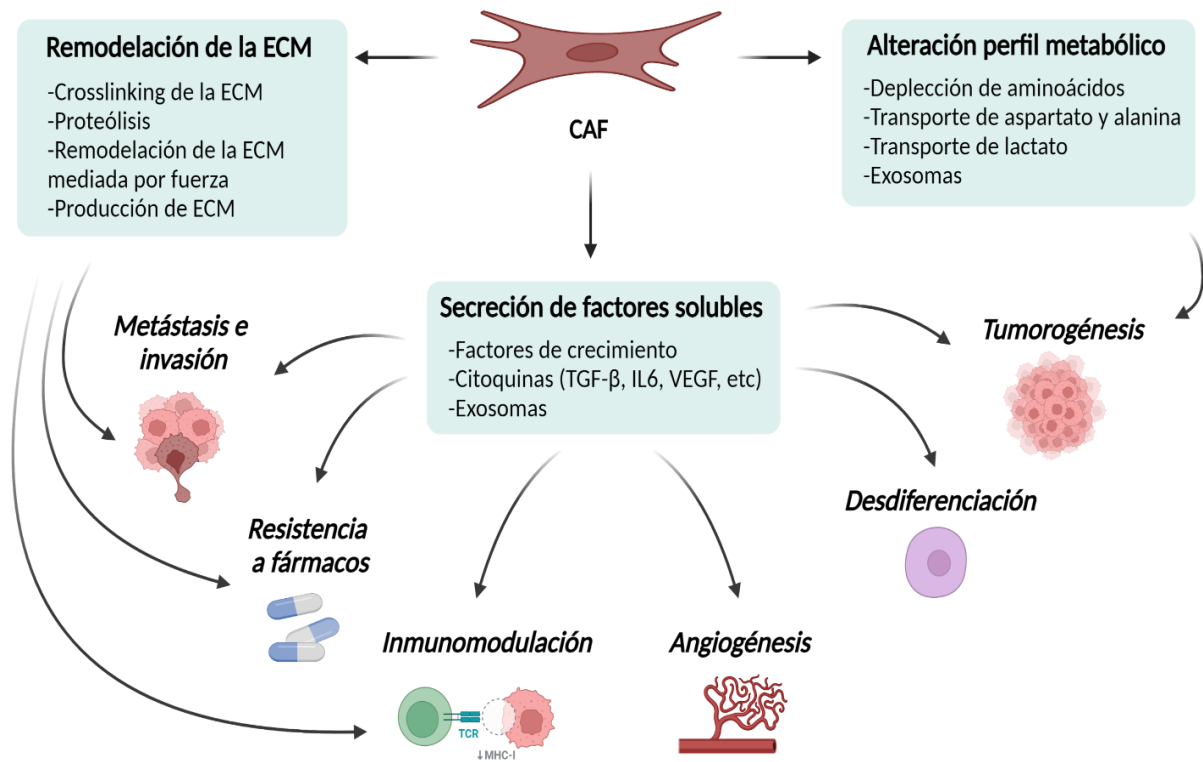 Remodelación de la ECM
-Crosslinking de la ECM
-Proteólisis
-Remodelación de la ECM
mediada por fuerza
-Producción de ECM
CAF
Alteración perfil metabólico
-Deplección de aminoácidos
-Transporte de aspartato y alanina
-Transporte de lactato
-Exosomas
Secreción de factores solubles
-Factores de crecimiento
-Citoquinas (TGF-β, IL6, VEGF, etc)
-Exosomas
Metástasis e
invasión
Tumorogénesis
Resistencia
a fármacos
Desdiferenciación
Inmunomodulación
TCR
↓MHC-I
Angiogénesis